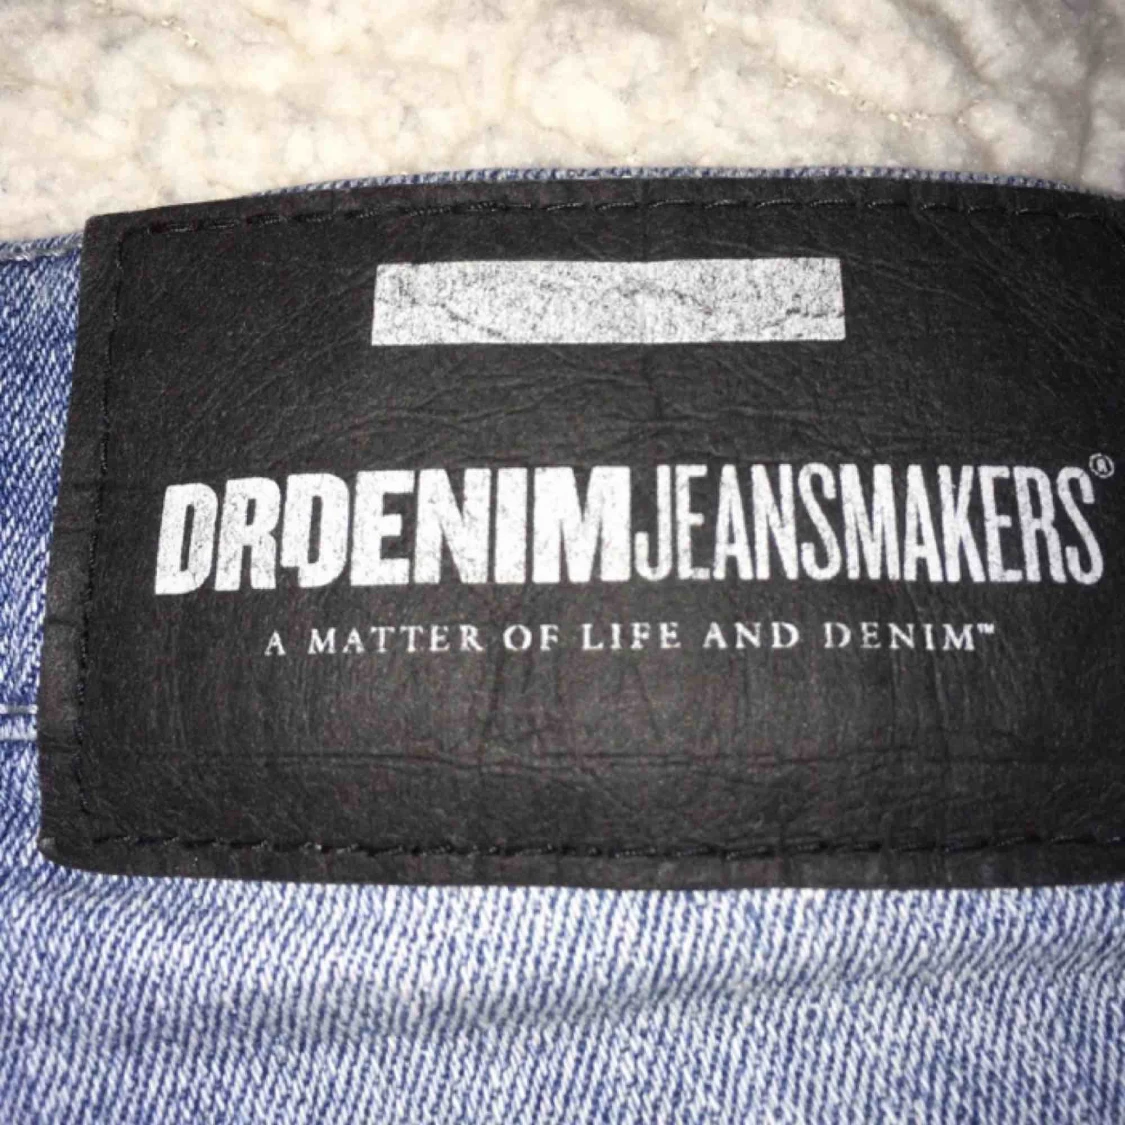 DRDENIMJEANSMAKERS®
A MATTER OF LIFE AND DENIM™